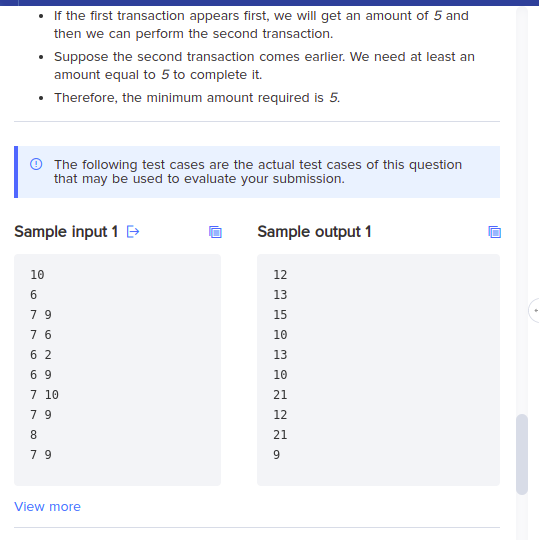 If the first transaction appears first, we will get an amount of 5 and
then we can perform the second transaction.
Suppose the second transaction comes earlier. We need at least an
amount equal to 5 to complete it.
Therefore, the minimum amount required is 5.
The following test cases are the actual test cases of this question
that may be used to evaluate your submission.
Sample input 1
10
6
7 9
7 6
6 2
6 9
7 10
7 9
8
7 9
Sample output 1
12
13
15
10
13
10
21
12
21
9
View more